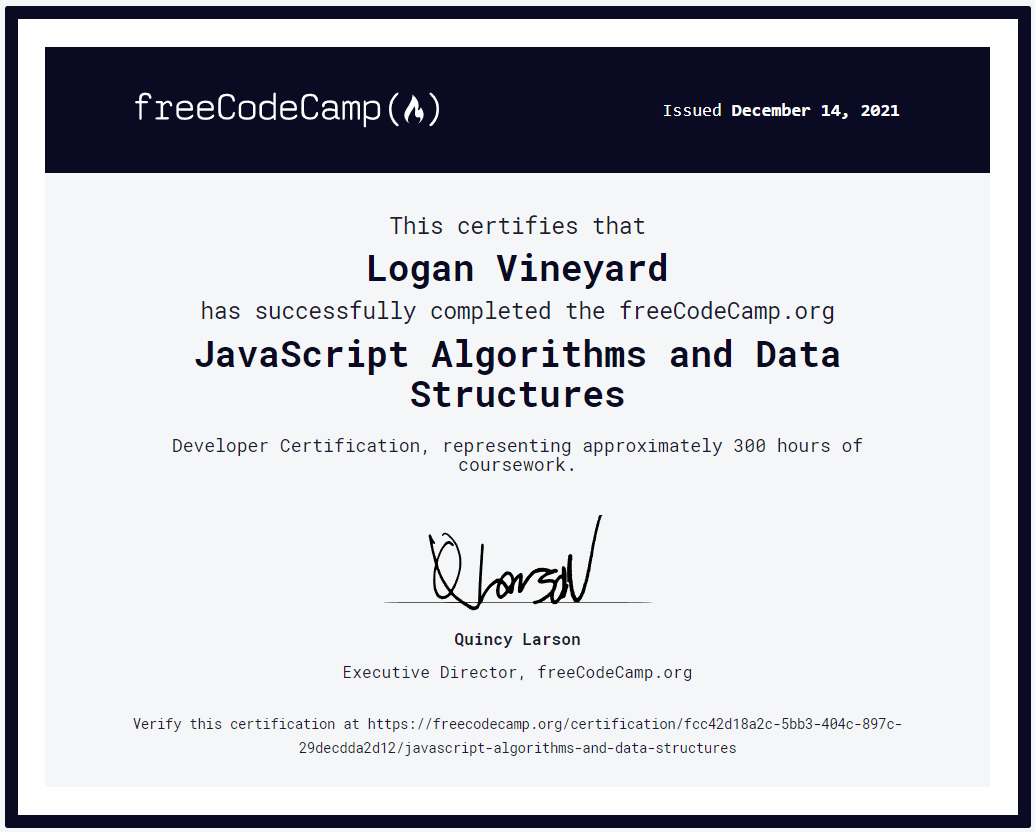 freeCodeCamp(🔥)
Issued December 14, 2021
This certifies that
Logan Vineyard
has successfully completed the freeCodeCamp.org
JavaScript Algorithms and Data
Structures
Developer Certification, representing approximately 300 hours of
coursework.
Q Larson
Quincy Larson
Executive Director, freeCodeCamp.org
Verify this certification at https://freecodecamp.org/certification/fcc42d18a2c-5bb3-404c-897c-
29decdda2d12/javascript-algorithms-and-data-structures